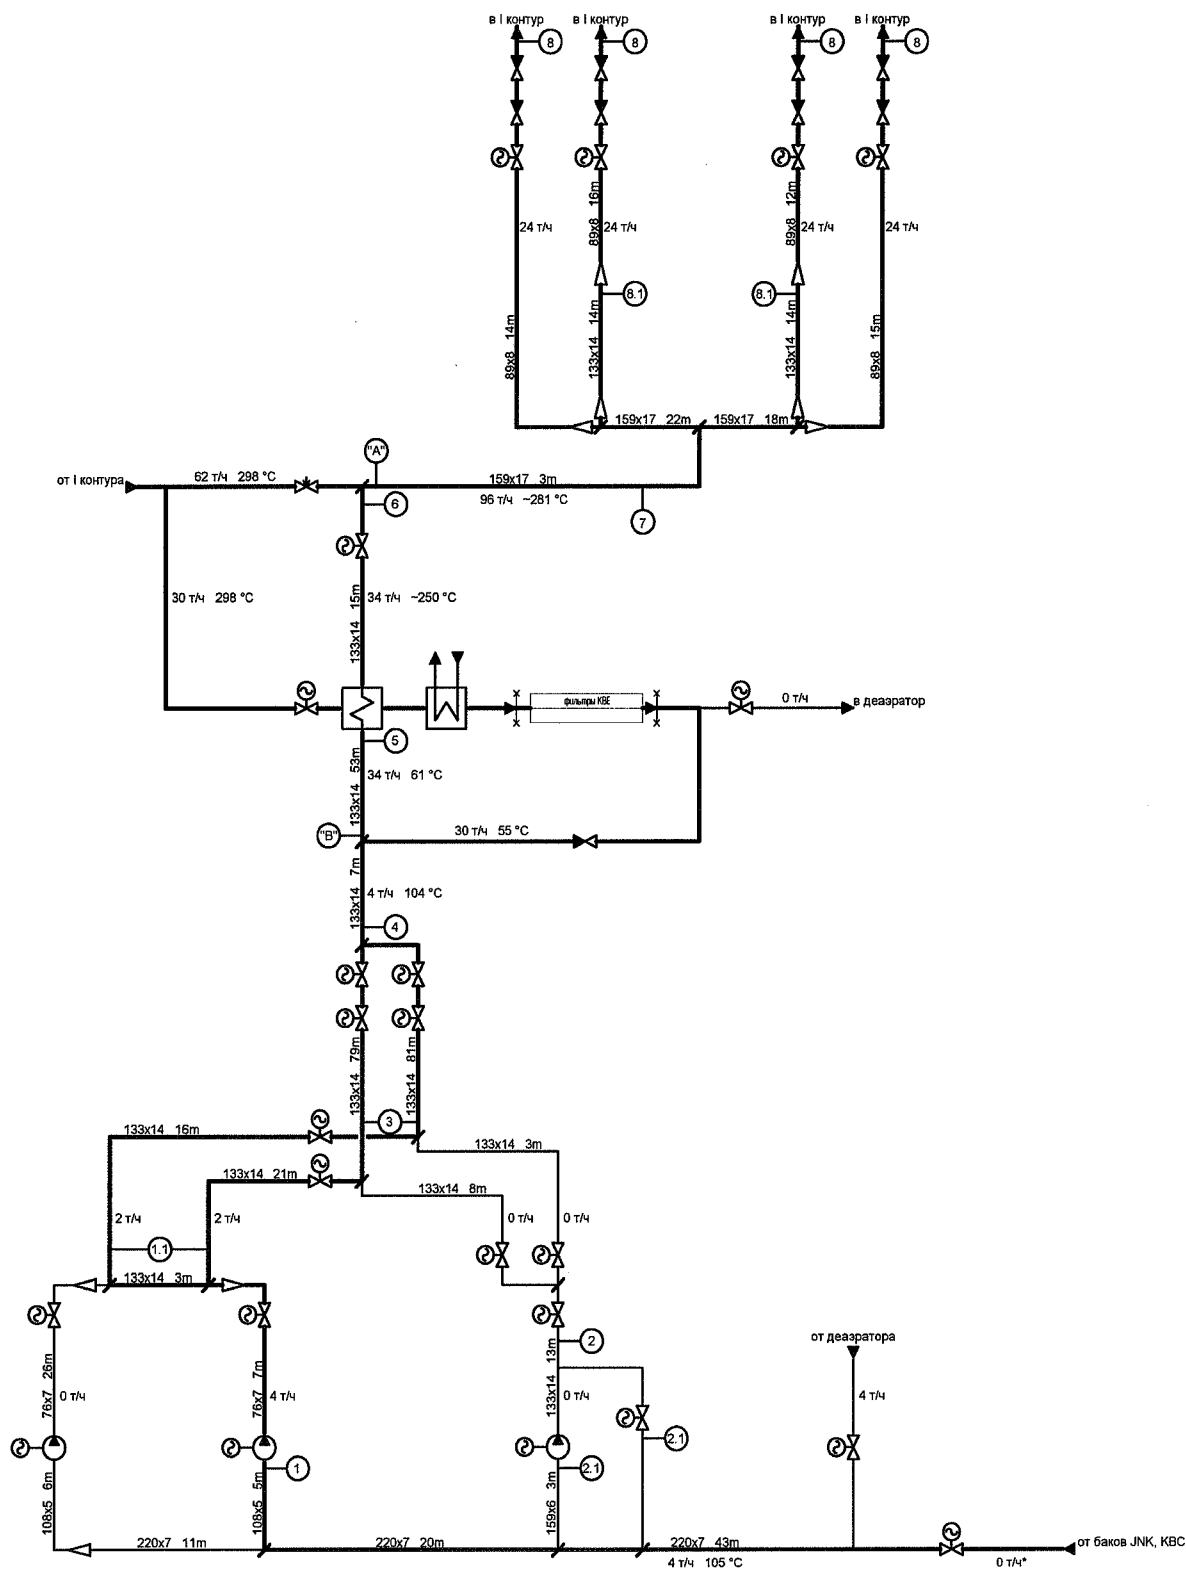 в I контур
в I контур
в I контур
в I контур
8
8
8
8
89x8 16m
89x8 12m
24 т/ч
24 т/ч
24 т/ч
24 т/ч
8.1
8.1
89x8 14m
133x14 14m
133x14 14m
89x8 15m
159x17 22m
159x17 18m
"A"
от I контура
62 т/ч 298 °C
159x17 3m
96 т/ч ~281 °C
6
7
30 т/ч 298 °C
133x14 15m
34 т/ч ~250 °C
фильтры KBE
0 т/ч
в деаэратор
5
133x14 53m
34 т/ч 61 °C
"B"
30 т/ч 55 °C
133x14 7m
4 т/ч 104 °C
4
133x14 79m
133x14 81m
3
133x14 16m
133x14 3m
133x14 21m
133x14 8m
2 т/ч
2 т/ч
0 т/ч
0 т/ч
1.1
133x14 3m
2
от деаэратора
76x7 26m
0 т/ч
76x7 7m
4 т/ч
133x14 13m
0 т/ч
4 т/ч
2.1
1
2.1
108x5 6m
108x5 5m
159x6 3m
220x7 11m
220x7 20m
220x7 43m
4 т/ч 105 °C
от баков JNK, KBC
0 т/ч*